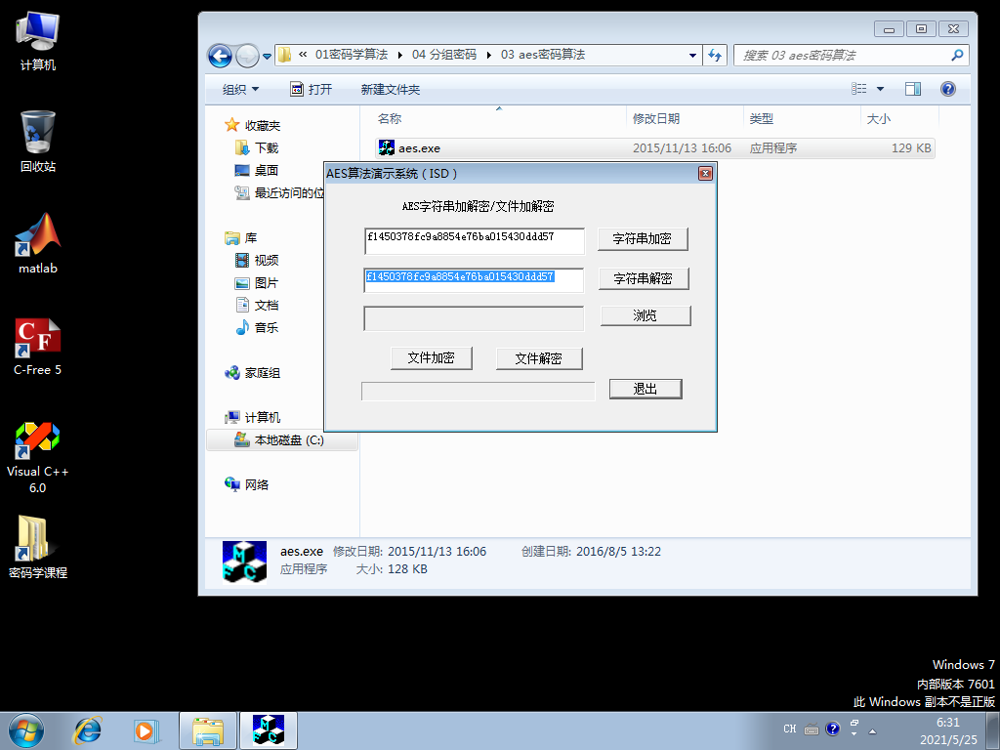 计算机
回收站
matlab
C-Free 5
Visual C++
6.0
密码学课程
« 01密码学算法 ▸ 04 分组密码 ▸ 03 aes密码算法
搜索 03 aes密码算法
组织 打开 新建文件夹
收藏夹
下载
桌面
最近访问的位
库
视频
图片
文档
音乐
家庭组
计算机
本地磁盘 (C:)
网络
名称 修改日期 类型 大小
aes.exe 2015/11/13 16:06 应用程序 129 KB
AES算法演示系统（ISD）
AES字符串加解密/文件加解密
f1450378fc9a8854e76ba015430ddd57 字符串加密
f1450378fc9a8854e76ba015430ddd57 字符串解密
浏览
文件加密 文件解密
退出
aes.exe 修改日期: 2015/11/13 16:06 创建日期: 2016/8/5 13:22
应用程序 大小: 128 KB
Windows 7
内部版本 7601
此 Windows 副本不是正版
CH 6:31
2021/5/25